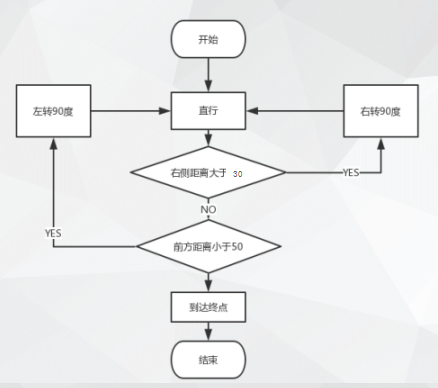 开始
左转90度
直行
右转90度
右侧距离大于 30
YES
NO
YES
前方距离小于50
到达终点
结束